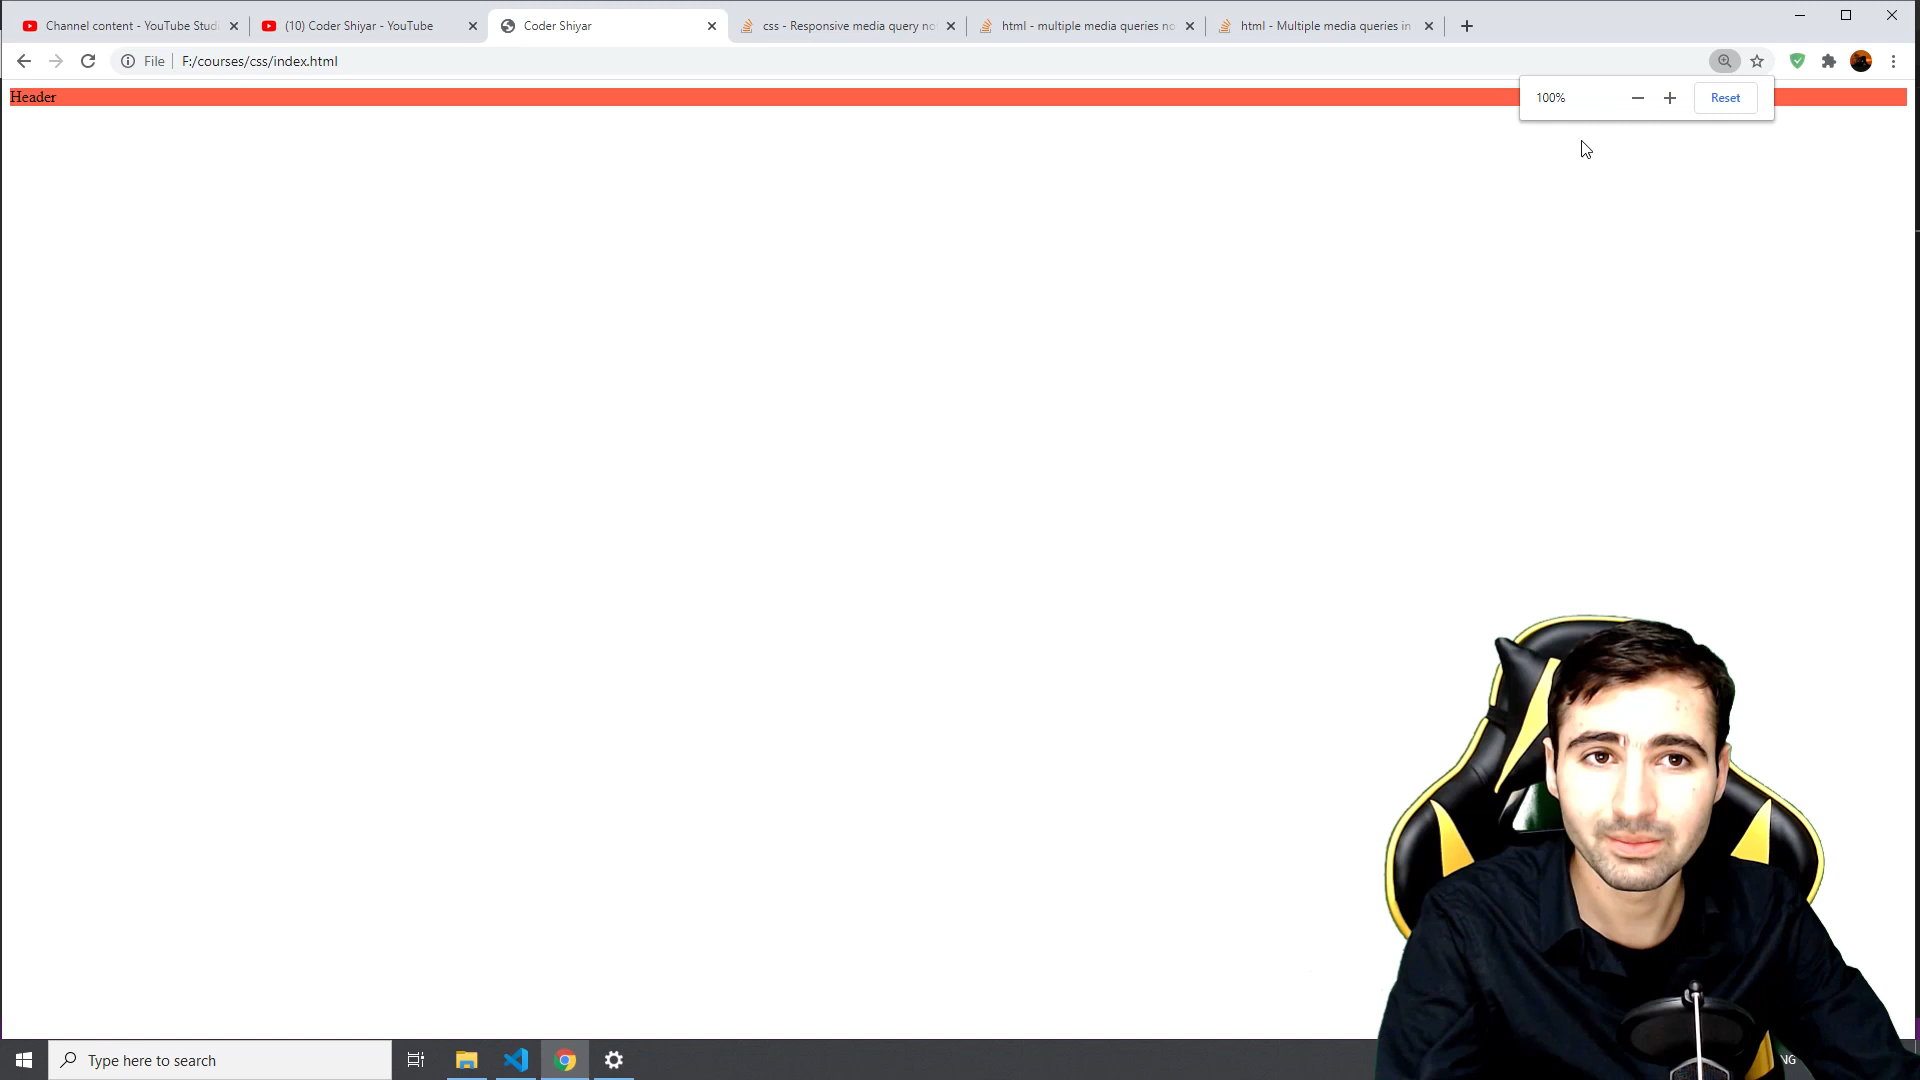 Channel content - YouTube Studi
(10) Coder Shiyar - YouTube
Coder Shiyar
css - Responsive media query no
html - multiple media queries no
html - Multiple media queries in
File
F:/courses/css/index.html
Header
100%
Reset
Type here to search
NG